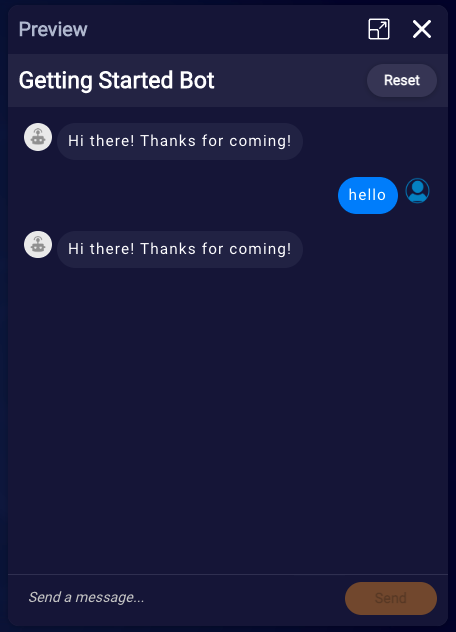 Preview
Getting Started Bot
Reset
Hi there! Thanks for coming!
hello
Hi there! Thanks for coming!
Send a message...
Send